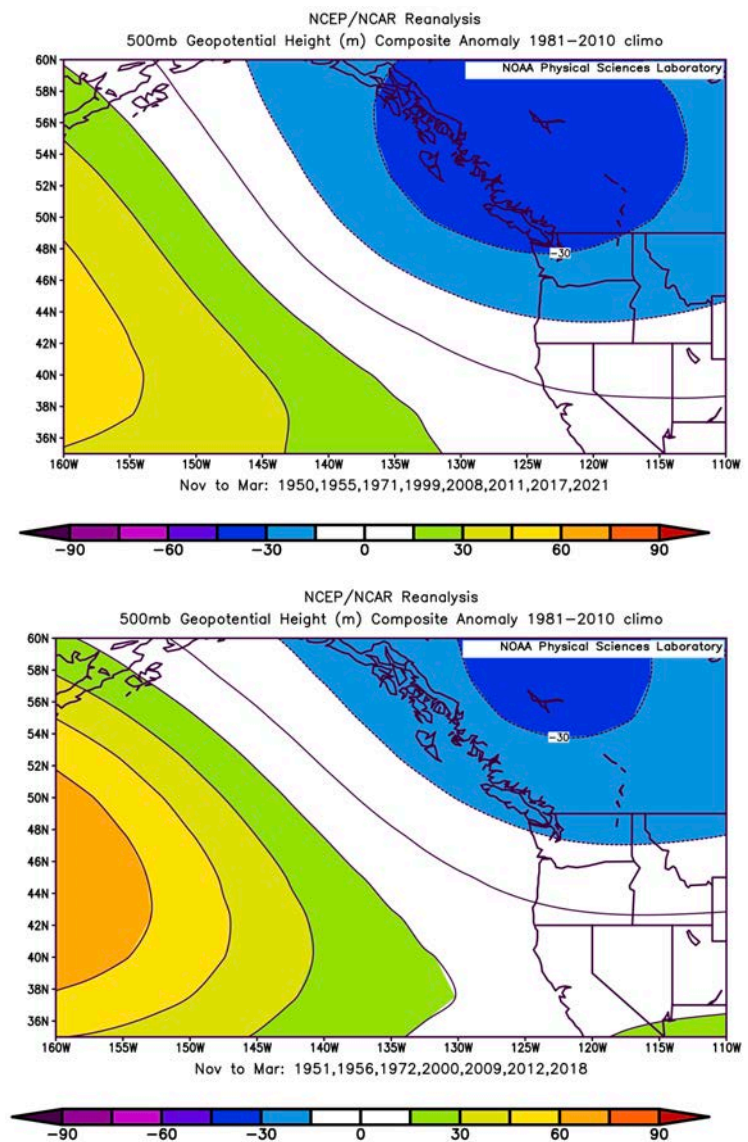 NCEP/NCAR Reanalysis
500mb Geopotential Height (m) Composite Anomaly 1981-2010 climo
NOAA Physical Sciences Laboratory
60N
58N
56N
54N
52N
50N
48N
46N
44N
42N
40N
38N
36N
-30
160W 155W 150W 145W 140W 135W 130W 125W 120W 115W 110W
Nov to Mar: 1950,1955,1971,1999,2008,2011,2017,2021
-90 -60 -30 0 30 60 90
NCEP/NCAR Reanalysis
500mb Geopotential Height (m) Composite Anomaly 1981-2010 climo
NOAA Physical Sciences Laboratory
60N
58N
56N
54N
52N
50N
48N
46N
44N
42N
40N
38N
36N
-30
160W 155W 150W 145W 140W 135W 130W 125W 120W 115W 110W
Nov to Mar: 1951,1956,1972,2000,2009,2012,2018
-90 -60 -30 0 30 60 90